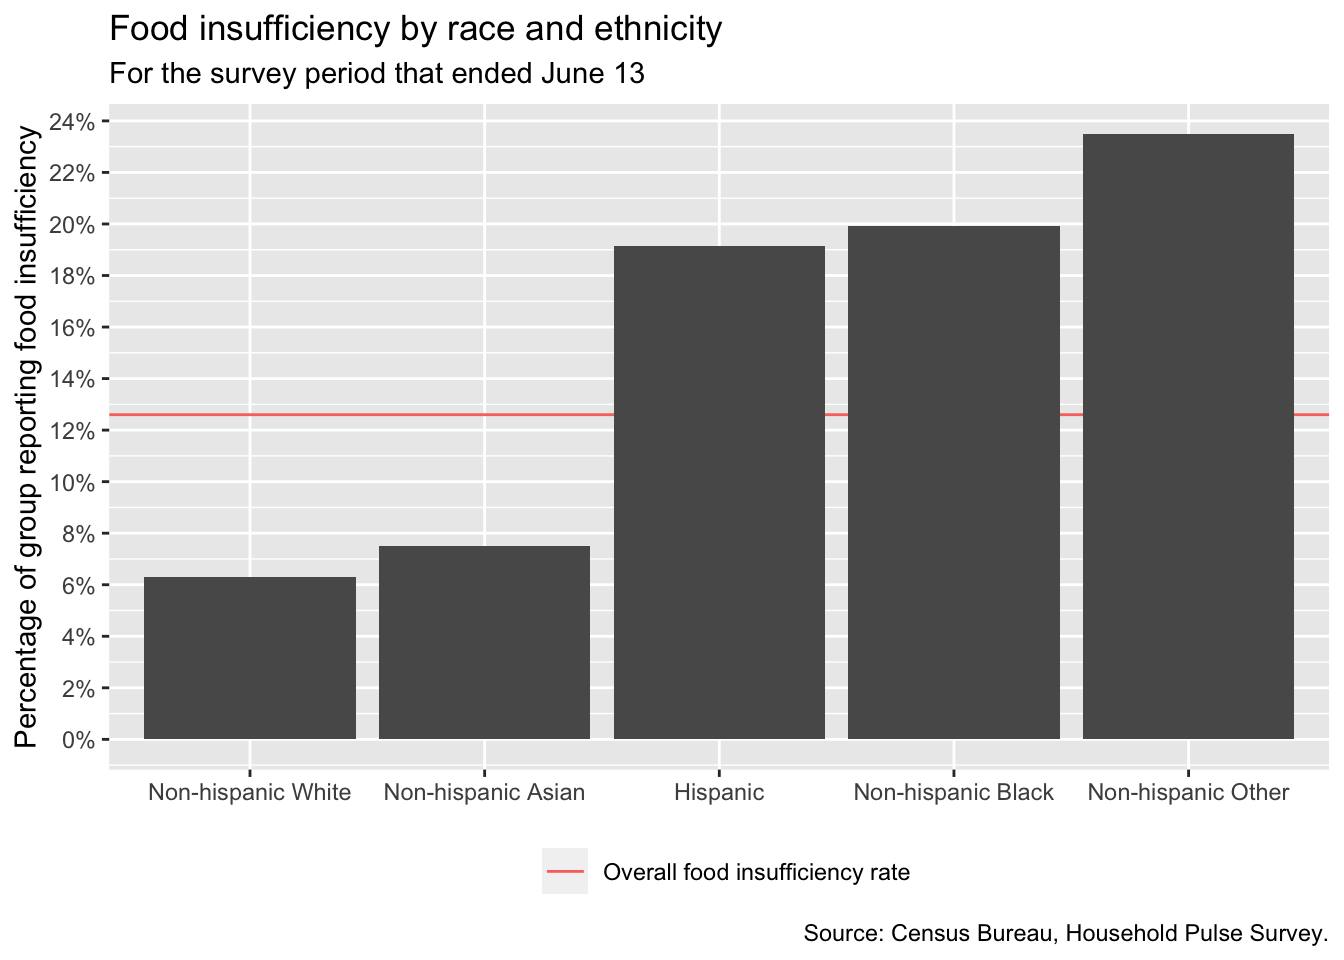 Food insufficiency by race and ethnicity
For the survey period that ended June 13
Percentage of group reporting food insufficiency
24%
22%
20%
18%
16%
14%
12%
10%
8%
6%
4%
2%
0%
Non-hispanic White
Non-hispanic Asian
Hispanic
Non-hispanic Black
Non-hispanic Other
Overall food insufficiency rate
Source: Census Bureau, Household Pulse Survey.